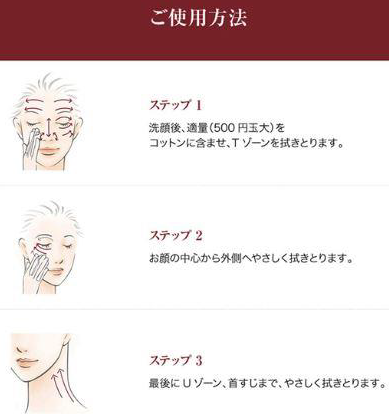 ご使用方法
ステップ 1
洗顔後、適量（500 円玉大）を
コットンに含ませ、T ゾーンを拭きとります。
ステップ 2
お顔の中心から外側へやさしく拭きとります。
ステップ 3
最後に U ゾーン、首すじまで、やさしく拭きとります。